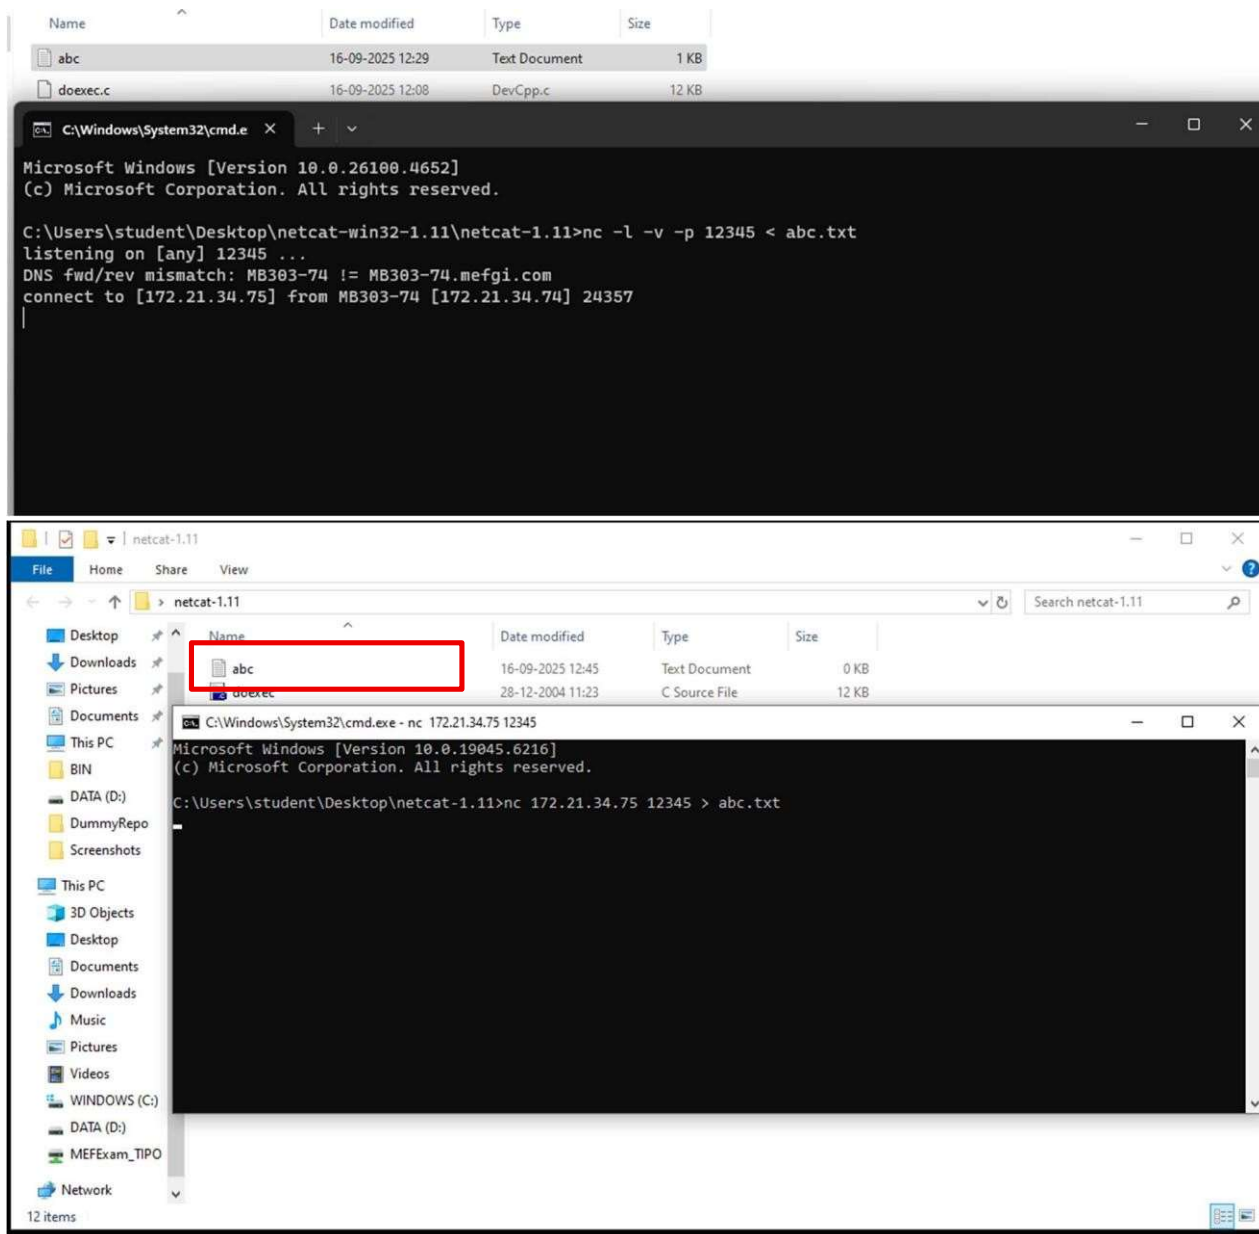 Name Date modified Type Size
abc 16-09-2025 12:29 Text Document 1 KB
doexec.c 16-09-2025 12:08 DevCpp.c 12 KB
C:\Windows\System32\cmd.e
Microsoft Windows [Version 10.0.26100.4652]
(c) Microsoft Corporation. All rights reserved.
C:\Users\student\Desktop\netcat-win32-1.11\netcat-1.11>nc -l -v -p 12345 < abc.txt
listening on [any] 12345 ...
DNS fwd/rev mismatch: MB303-74 != MB303-74.mefgi.com
connect to [172.21.34.75] from MB303-74 [172.21.34.74] 24357
netcat-1.11
File Home Share View
netcat-1.11 Search netcat-1.11
Name Date modified Type Size
abc 16-09-2025 12:45 Text Document 0 KB
doexec 28-12-2004 11:23 C Source File 12 KB
C:\Windows\System32\cmd.exe - nc 172.21.34.75 12345
Microsoft Windows [Version 10.0.19045.6216]
(c) Microsoft Corporation. All rights reserved.
C:\Users\student\Desktop\netcat-1.11>nc 172.21.34.75 12345 > abc.txt
Desktop
Downloads
Pictures
Documents
This PC
BIN
DATA (D:)
DummyRepo
Screenshots
This PC
3D Objects
Desktop
Documents
Downloads
Music
Pictures
Videos
WINDOWS (C:)
DATA (D:)
MEFExam_TIPO
Network
12 items